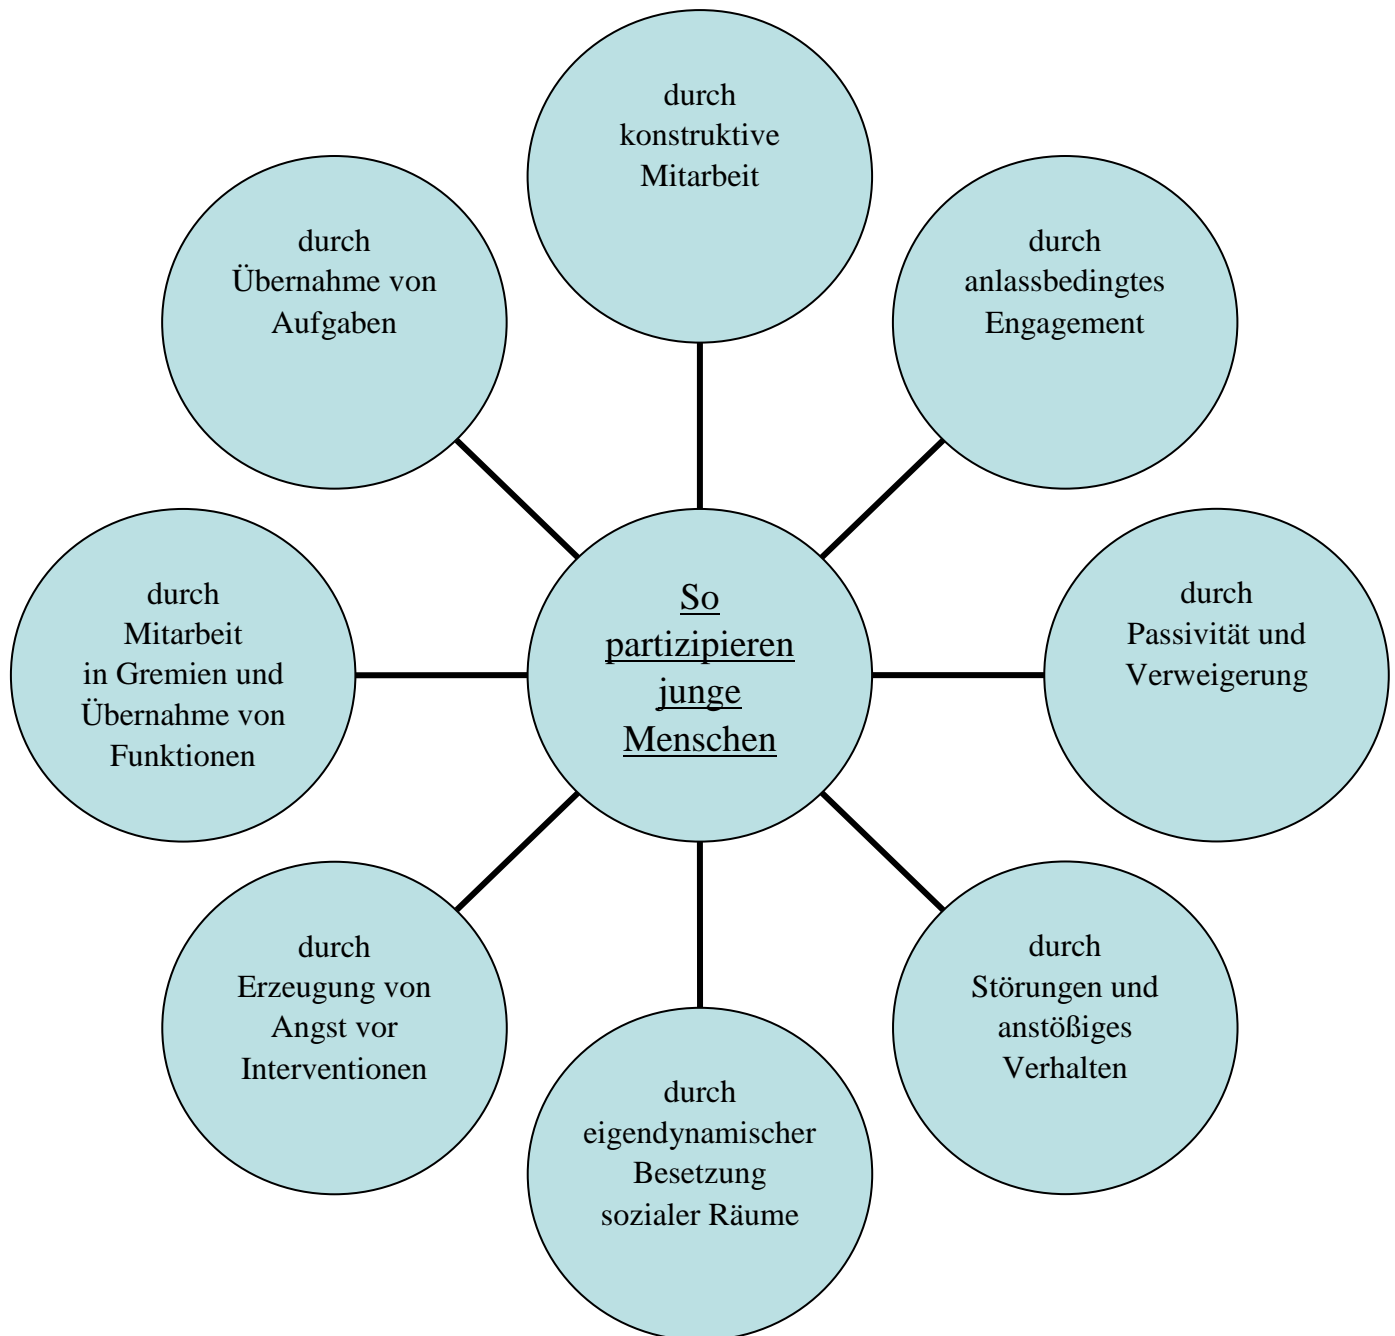 durch
konstruktive
Mitarbeit
durch
Übernahme von
Aufgaben
durch
anlassbedingtes
Engagement
durch
Mitarbeit
in Gremien und
Übernahme von
Funktionen
So
partizipieren
junge
Menschen
durch
Passivität und
Verweigerung
durch
Erzeugung von
Angst vor
Interventionen
durch
Störungen und
anstößiges
Verhalten
durch
eigendynamischer
Besetzung
sozialer Räume